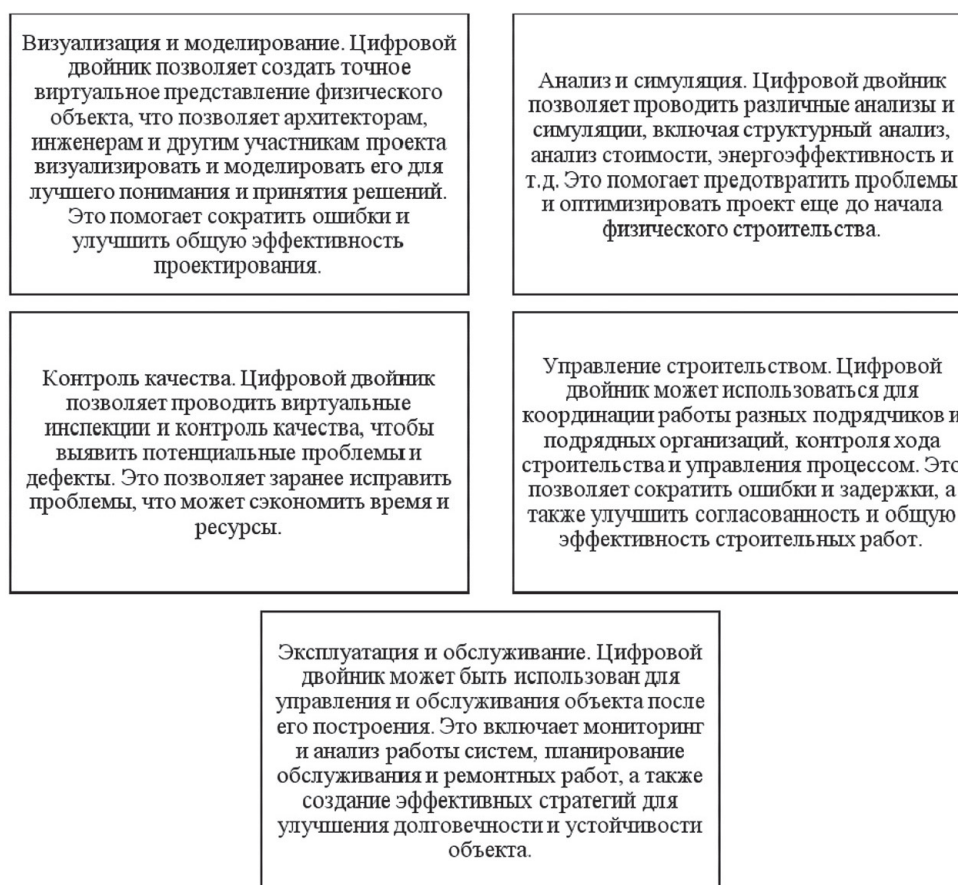 Визуализация и моделирование. Цифровой
двойник позволяет создать точное
виртуальное представление физического
объекта, что позволяет архитекторам,
инженерам и другим участникам проекта
визуализировать и моделировать его для
лучшего понимания и принятия решений.
Это помогает сократить ошибки и
улучшить общую эффективность
проектирования.
Анализ и симуляция. Цифровой двойник
позволяет проводить различные анализы и
симуляции, включая структурный анализ,
анализ стоимости, энергоэффективность и
т.д. Это помогает предотвратить проблемы
и оптимизировать проект еще до начала
физического строительства.
Контроль качества. Цифровой двойник
позволяет проводить виртуальные
инспекции и контроль качества, чтобы
выявить потенциальные проблемы и
дефекты. Это позволяет заранее исправить
проблемы, что может сэкономить время и
ресурсы.
Управление строительством. Цифровой
двойник может использоваться для
координации работы разных подрядчиков и
подрядных организаций, контроля хода
строительства и управления процессом. Это
позволяет сократить ошибки и задержки, а
также улучшить согласованность и общую
эффективность строительных работ.
Эксплуатация и обслуживание. Цифровой
двойник может быть использован для
управления и обслуживания объекта после
его построения. Это включает мониторинг
и анализ работы систем, планирование
обслуживания и ремонтных работ, а также
создание эффективных стратегий для
улучшения долговечности и устойчивости
объекта.